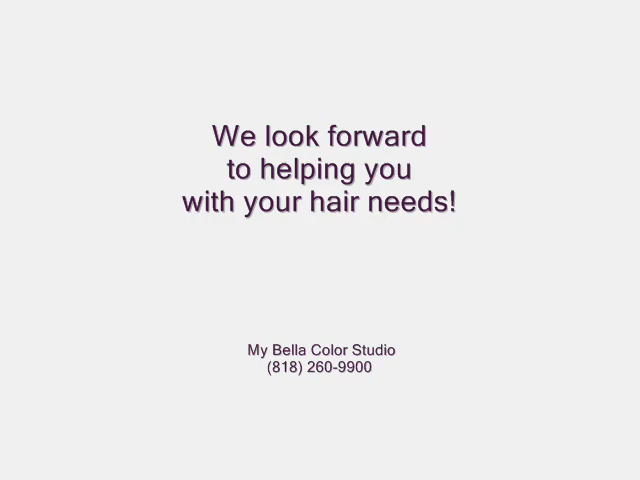 We look forward
to helping you
with your hair needs!
My Bella Color Studio
(818) 260-9900